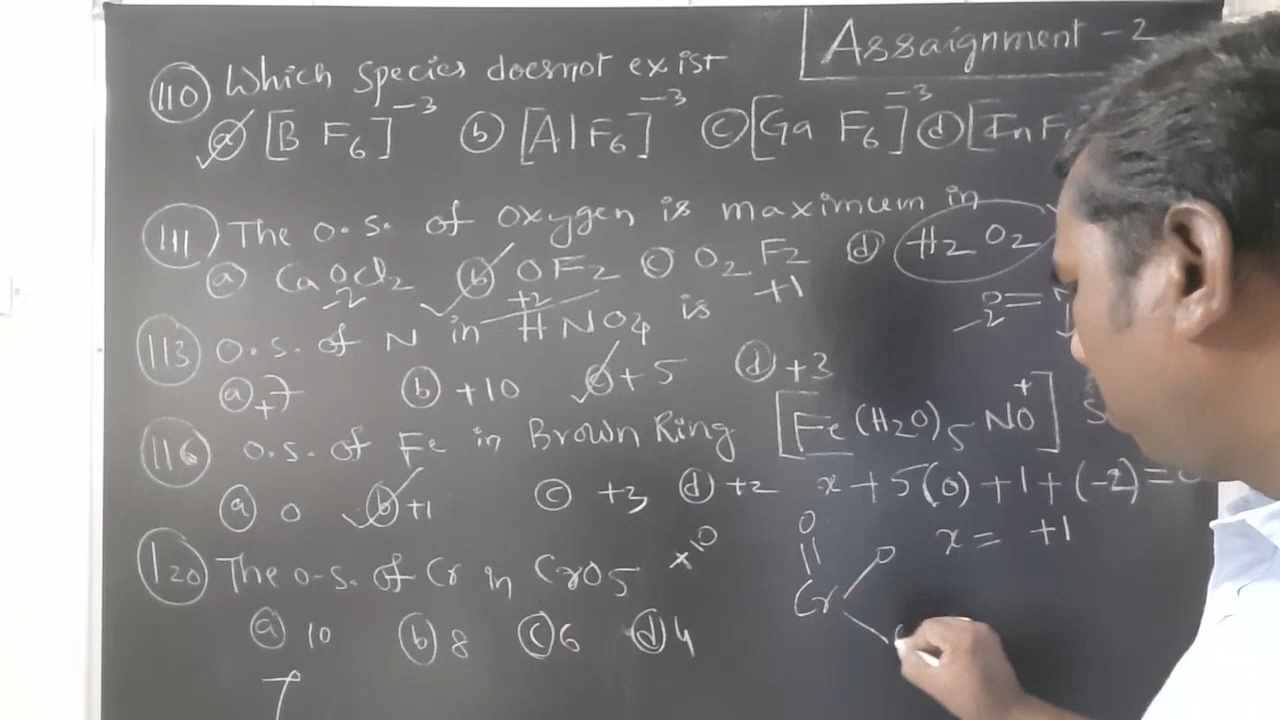 Assaignment - 2
110 Which Species doesnot exist
a [B F6]-3 b [AlF6]-3 c [Ga F6]-3 d [In F
111 The o.s. of oxygen is maximum in
a CaOCl2 b OF2 c O2F2 d H2O2
-2 +2 +1
113 O.s. of N in HNO4 is
a +7 b +10 c +5 d +3
116 O.s. of Fe in Brown Ring [Fe(H2O)5 NO+] S
a 0 b +1 c +3 d +2 x + 5(0) + 1 + (-2) =
x = +1
120 The o-s. of Cr in CrO5 x10
a 10 b 8 c 6 d 4
O
Cr O